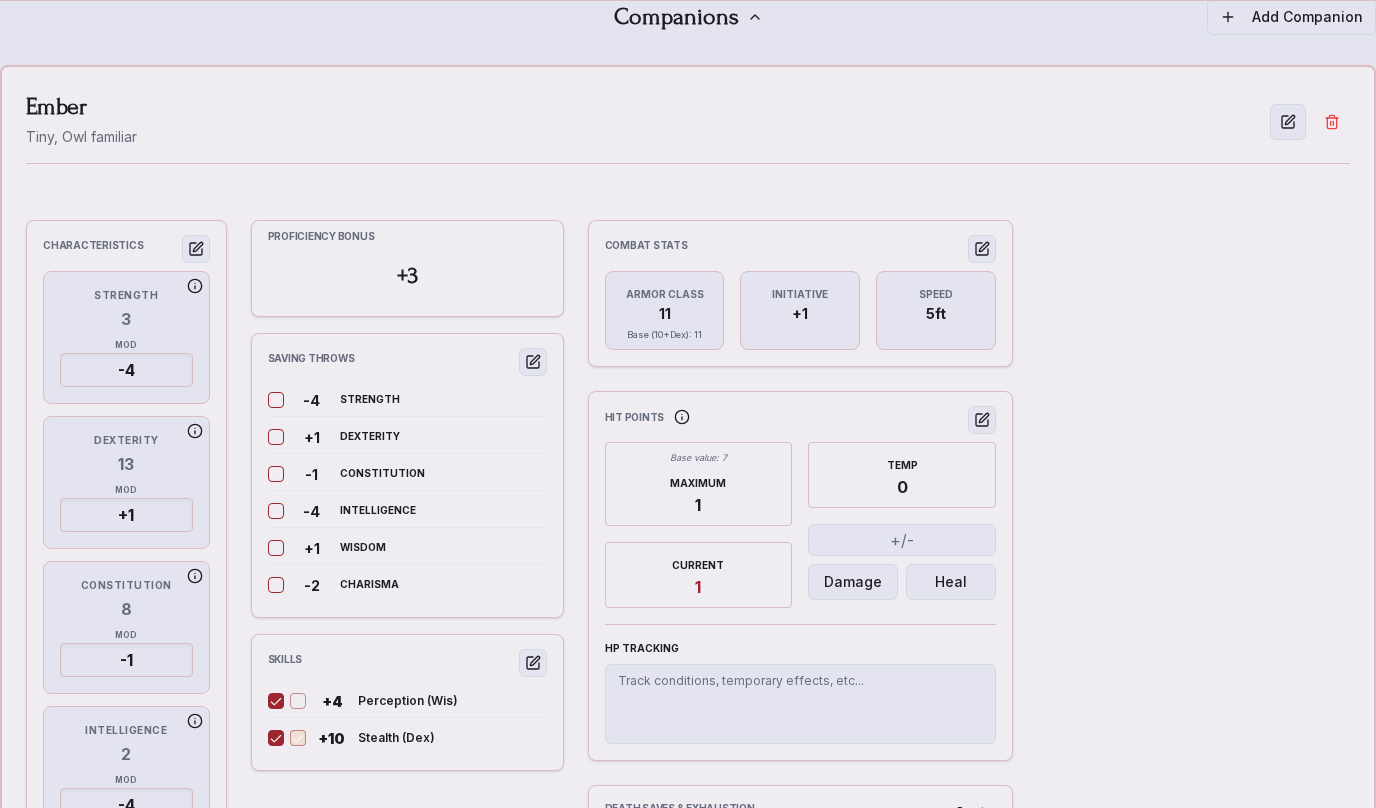 Companions
Add Companion
Ember
Tiny, Owl familiar
CHARACTERISTICS
STRENGTH
3
MOD
-4
DEXTERITY
13
MOD
+1
CONSTITUTION
8
MOD
-1
INTELLIGENCE
2
MOD
-4
PROFICIENCY BONUS
+3
SAVING THROWS
-4 STRENGTH
+1 DEXTERITY
-1 CONSTITUTION
-4 INTELLIGENCE
+1 WISDOM
-2 CHARISMA
SKILLS
+4 Perception (Wis)
+10 Stealth (Dex)
COMBAT STATS
ARMOR CLASS
11
Base (10+Dex): 11
INITIATIVE
+1
SPEED
5ft
HIT POINTS
Base value: 7
MAXIMUM
1
CURRENT
1
TEMP
0
+/-
Damage Heal
HP TRACKING
Track conditions, temporary effects, etc...
DEATH SAVES & EXHAUSTION